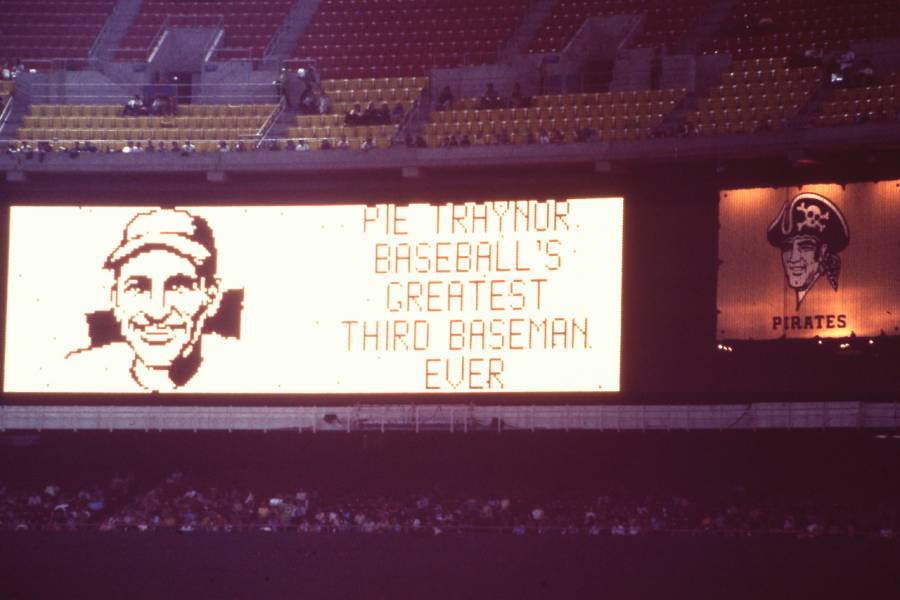 PIE TRAYNOR
BASEBALL'S
GREATEST
THIRD BASEMAN
EVER
PIRATES